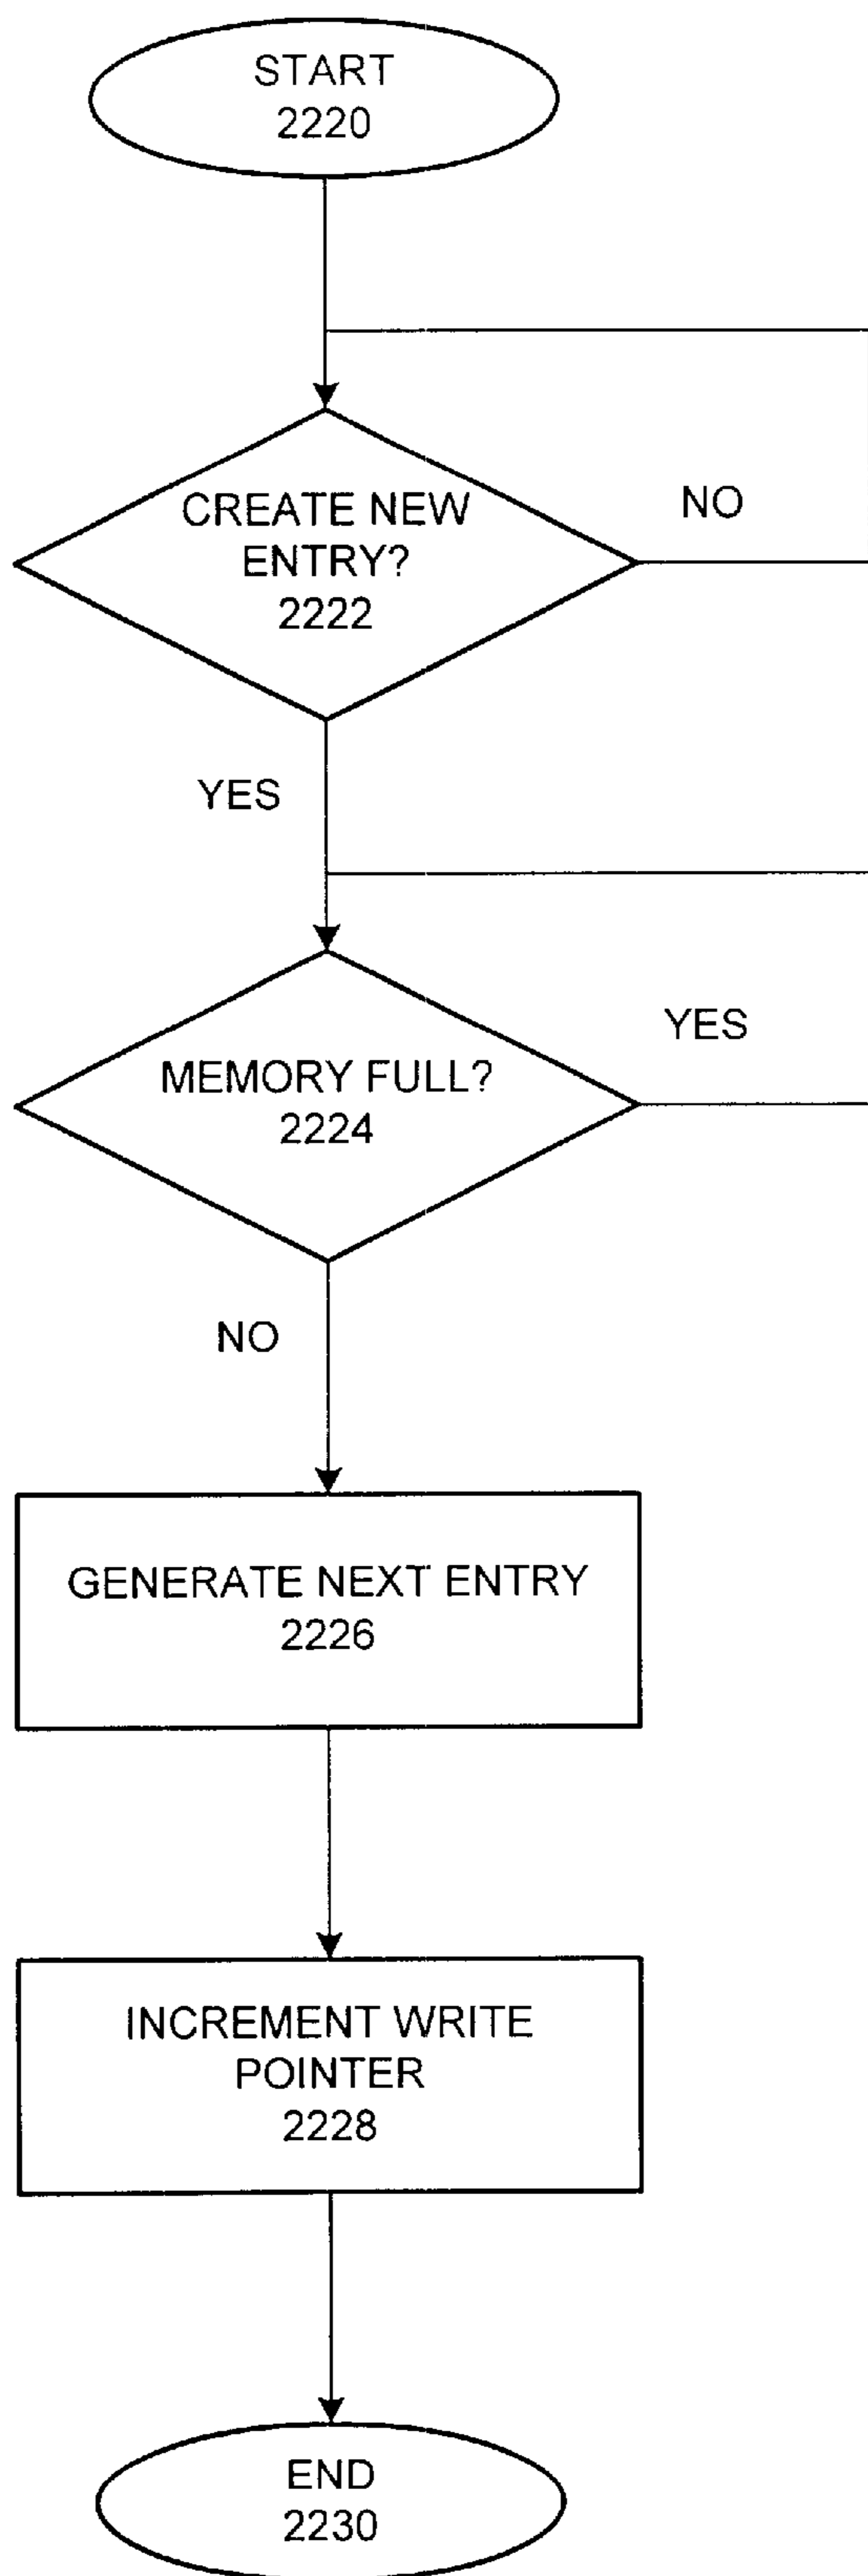 START
2220
CREATE NEW
ENTRY?
2222
NO
YES
MEMORY FULL?
2224
YES
NO
GENERATE NEXT ENTRY
2226
INCREMENT WRITE
POINTER
2228
END
2230